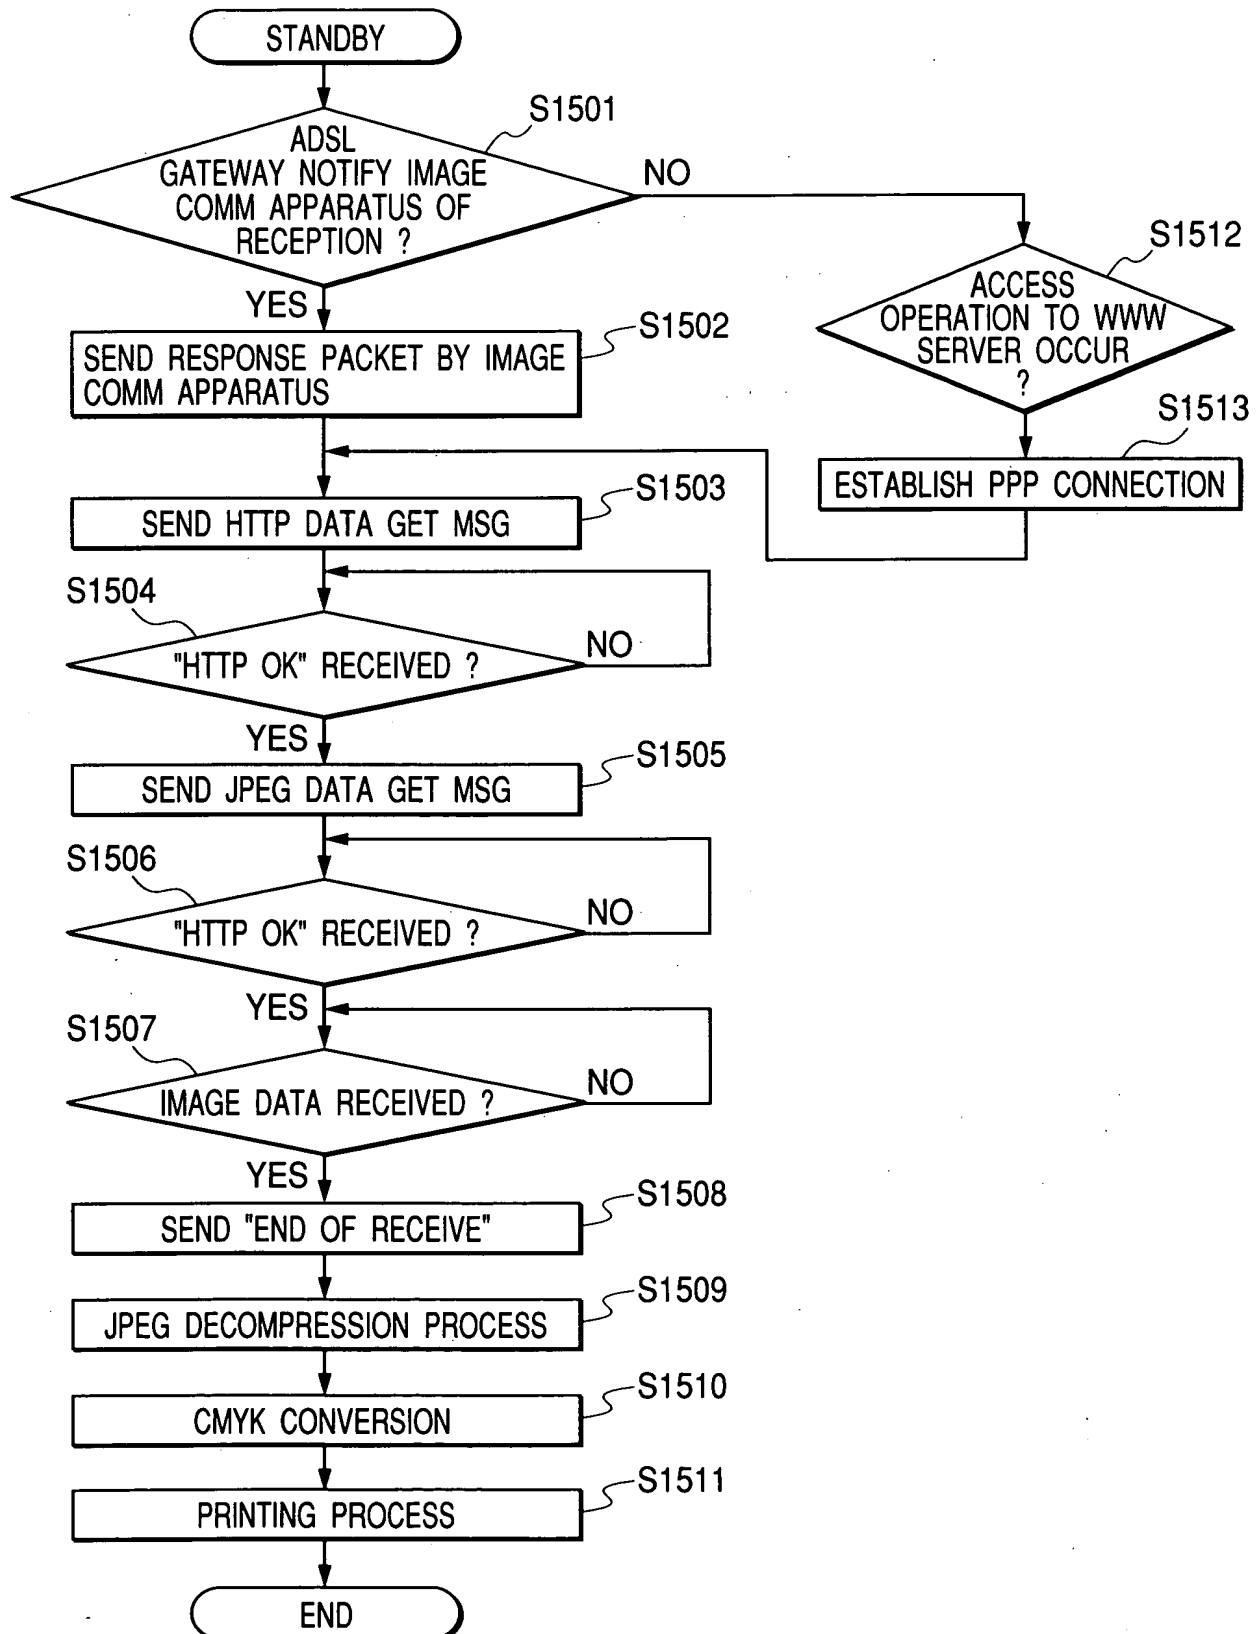 STANDBY
S1501
ADSL
GATEWAY NOTIFY IMAGE
COMM APPARATUS OF
RECEPTION ?
NO
YES
S1512
ACCESS
OPERATION TO WWW
SERVER OCCUR
?
S1502
SEND RESPONSE PACKET BY IMAGE
COMM APPARATUS
S1513
ESTABLISH PPP CONNECTION
S1503
SEND HTTP DATA GET MSG
S1504
"HTTP OK" RECEIVED ?
NO
YES
S1505
SEND JPEG DATA GET MSG
S1506
"HTTP OK" RECEIVED ?
NO
YES
S1507
IMAGE DATA RECEIVED ?
NO
YES
S1508
SEND "END OF RECEIVE"
S1509
JPEG DECOMPRESSION PROCESS
S1510
CMYK CONVERSION
S1511
PRINTING PROCESS
END